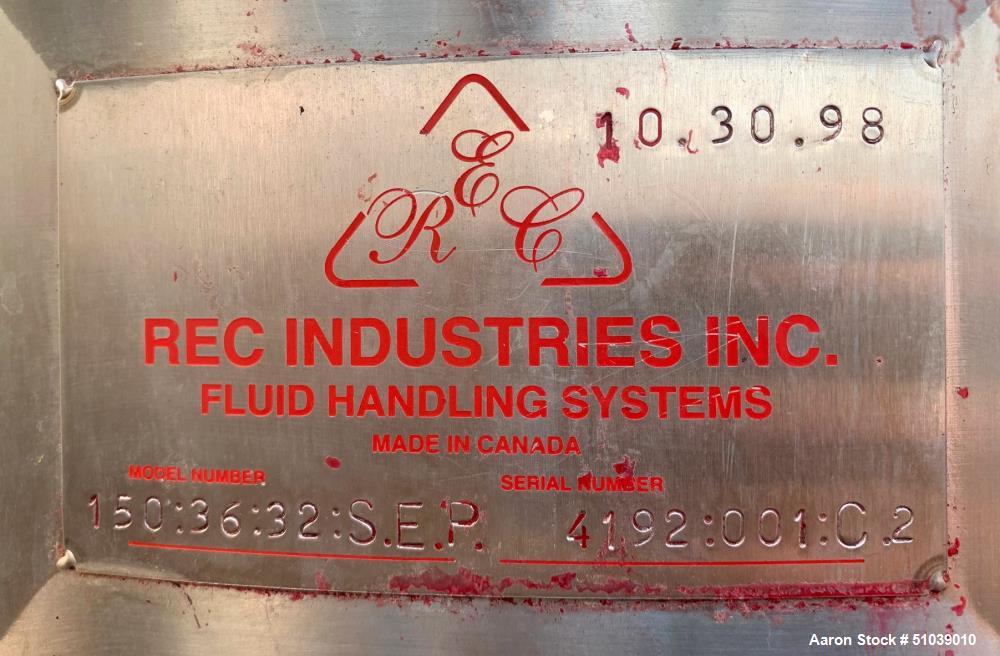 10.30.98
REC
REC INDUSTRIES INC.
FLUID HANDLING SYSTEMS
MADE IN CANADA
MODEL NUMBER SERIAL NUMBER
150:36:32:S.E.P. 4192:001:C.2
Aaron Stock # 51039010